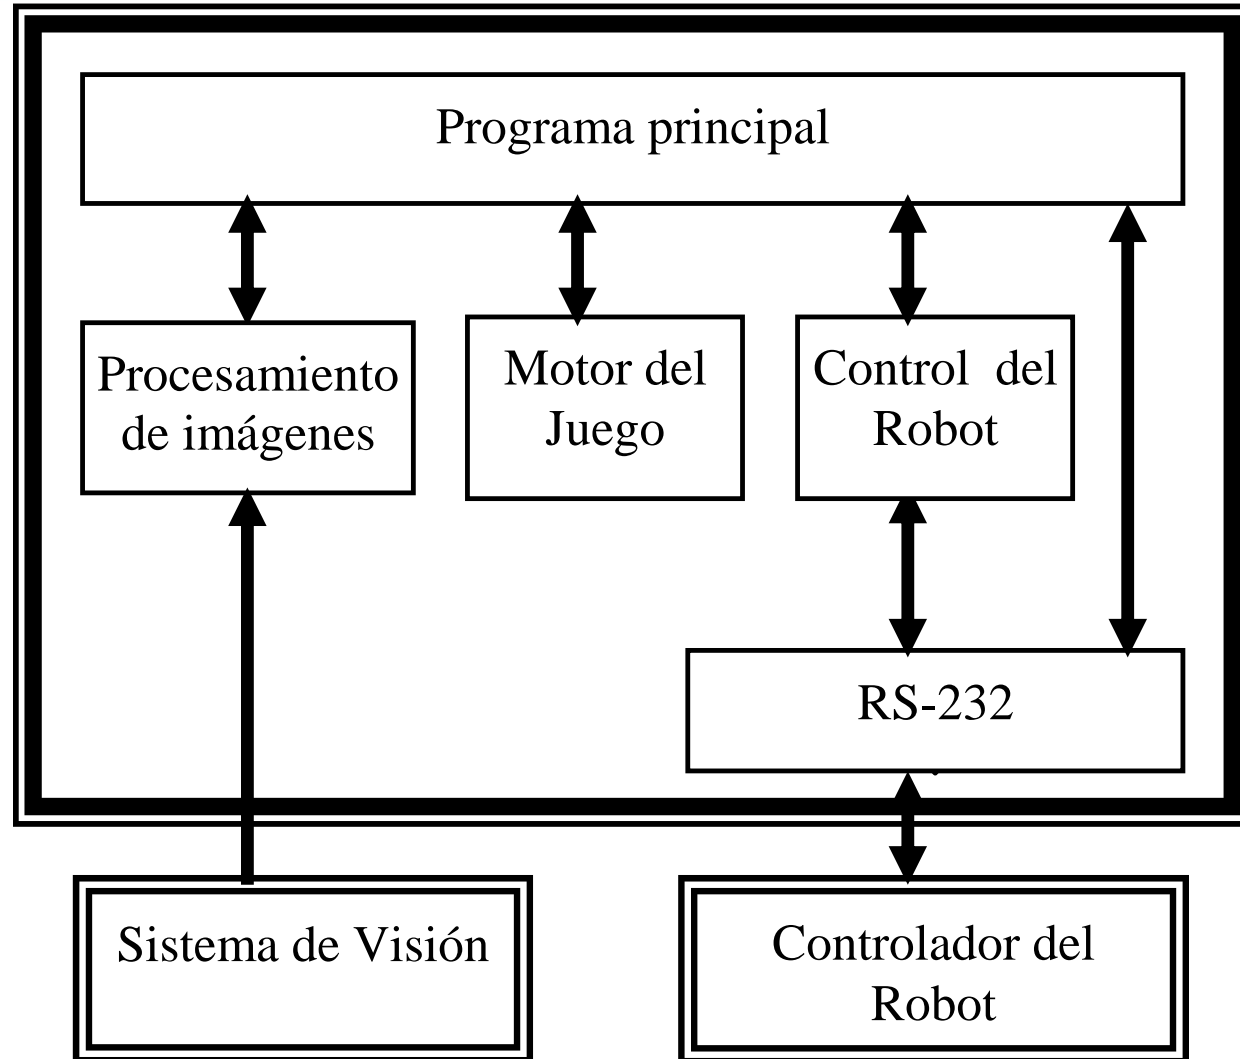 Programa principal
Procesamiento
de imágenes
Motor del
Juego
Control del
Robot
RS-232
Sistema de Visión
Controlador del
Robot